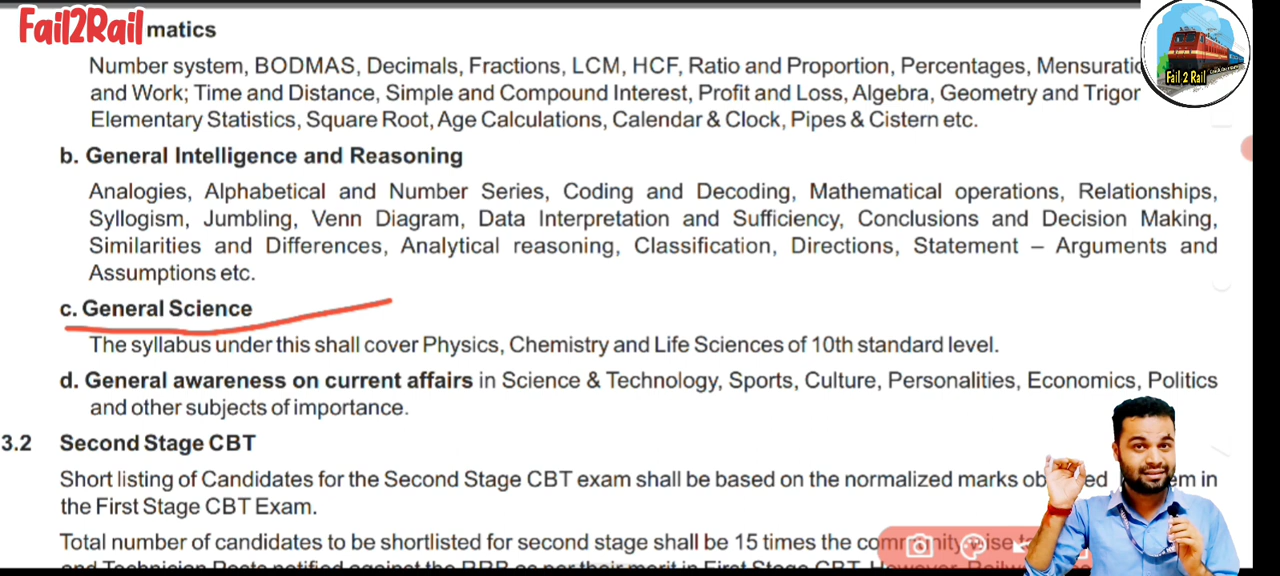 Fail2Rail matics
Number system, BODMAS, Decimals, Fractions, LCM, HCF, Ratio and Proportion, Percentages,
and Work; Time and Distance, Simple and Compound Interest, Profit and Loss, Algebra, Geometry and
Fail 2 Rail
Elementary Statistics, Square Root, Age Calculations, Calendar & Clock, Pipes & Cistern etc.
b. General Intelligence and Reasoning
Analogies, Alphabetical and Number Series, Coding and Decoding, Mathematical operations, Relationships,
Syllogism, Jumbling, Venn Diagram, Data Interpretation and Sufficiency, Conclusions and Decision Making,
Similarities and Differences, Analytical reasoning, Classification, Directions, Statement – Arguments and
Assumptions etc.
c. General Science
The syllabus under this shall cover Physics, Chemistry and Life Sciences of 10th standard level.
d. General awareness on current affairs in Science & Technology, Sports, Culture, Personalities, Economics, Politics
and other subjects of importance.
3.2 Second Stage CBT
Short listing of Candidates for the Second Stage CBT exam shall be based on the normalized marks in
the First Stage CBT Exam.
Total number of candidates to be shortlisted for second stage shall be 15 times the